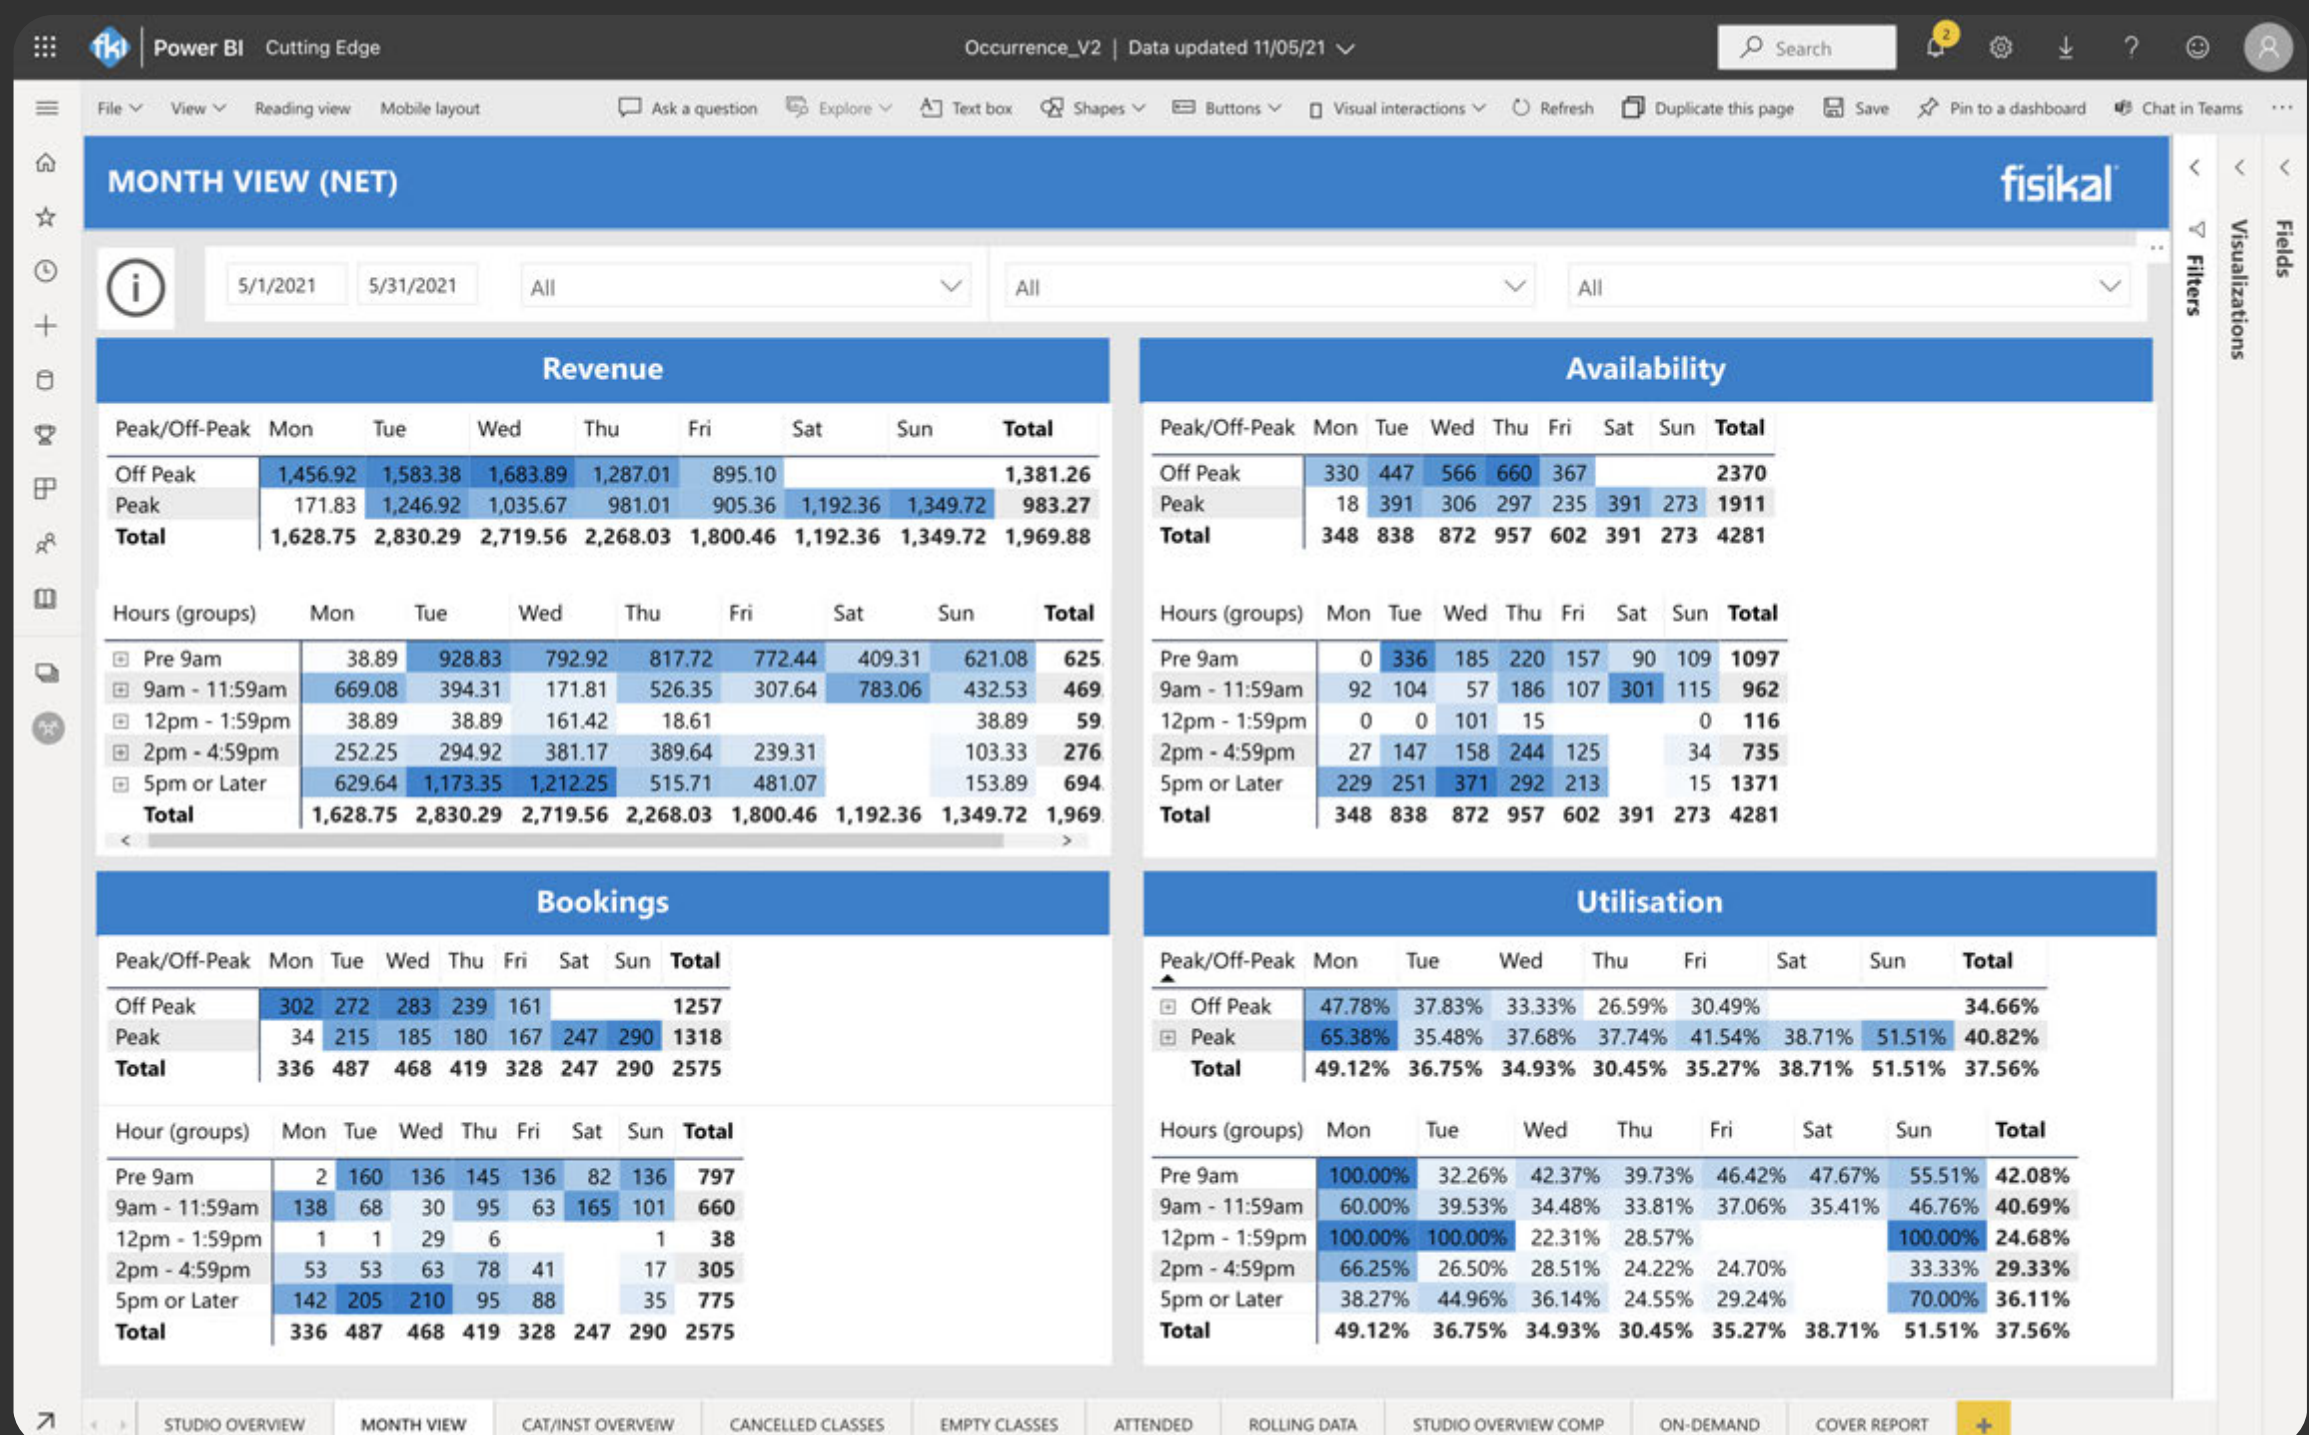 fkl Power BI Cutting Edge Occurrence_V2 | Data updated 11/05/21 Search 2
File View Reading view Mobile layout Ask a question Explore Text box Shapes Buttons Visual interactions Refresh Duplicate this page Save Pin to a dashboard Chat in Teams ...
MONTH VIEW (NET) fisikal
5/1/2021 5/31/2021 All All All
Filters
Visualizations
Fields
Revenue
Peak/Off-Peak Mon Tue Wed Thu Fri Sat Sun Total
Off Peak 1,456.92 1,583.38 1,683.89 1,287.01 895.10 1,381.26
Peak 171.83 1,246.92 1,035.67 981.01 905.36 1,192.36 1,349.72 983.27
Total 1,628.75 2,830.29 2,719.56 2,268.03 1,800.46 1,192.36 1,349.72 1,969.88
Hours (groups) Mon Tue Wed Thu Fri Sat Sun Total
Pre 9am 38.89 928.83 792.92 817.72 772.44 409.31 621.08 625.
9am - 11:59am 669.08 394.31 171.81 526.35 307.64 783.06 432.53 469.
12pm - 1:59pm 38.89 38.89 161.42 18.61 38.89 59.
2pm - 4:59pm 252.25 294.92 381.17 389.64 239.31 103.33 276.
5pm or Later 629.64 1,173.35 1,212.25 515.71 481.07 153.89 694.
Total 1,628.75 2,830.29 2,719.56 2,268.03 1,800.46 1,192.36 1,349.72 1,969.
Availability
Peak/Off-Peak Mon Tue Wed Thu Fri Sat Sun Total
Off Peak 330 447 566 660 367 2370
Peak 18 391 306 297 235 391 273 1911
Total 348 838 872 957 602 391 273 4281
Hours (groups) Mon Tue Wed Thu Fri Sat Sun Total
Pre 9am 0 336 185 220 157 90 109 1097
9am - 11:59am 92 104 57 186 107 301 115 962
12pm - 1:59pm 0 0 101 15 0 116
2pm - 4:59pm 27 147 158 244 125 34 735
5pm or Later 229 251 371 292 213 15 1371
Total 348 838 872 957 602 391 273 4281
Bookings
Peak/Off-Peak Mon Tue Wed Thu Fri Sat Sun Total
Off Peak 302 272 283 239 161 1257
Peak 34 215 185 180 167 247 290 1318
Total 336 487 468 419 328 247 290 2575
Hour (groups) Mon Tue Wed Thu Fri Sat Sun Total
Pre 9am 2 160 136 145 136 82 136 797
9am - 11:59am 138 68 30 95 63 165 101 660
12pm - 1:59pm 1 1 29 6 1 38
2pm - 4:59pm 53 53 63 78 41 17 305
5pm or Later 142 205 210 95 88 35 775
Total 336 487 468 419 328 247 290 2575
Utilisation
Peak/Off-Peak Mon Tue Wed Thu Fri Sat Sun Total
Off Peak 47.78% 37.83% 33.33% 26.59% 30.49% 34.66%
Peak 65.38% 35.48% 37.68% 37.74% 41.54% 38.71% 51.51% 40.82%
Total 49.12% 36.75% 34.93% 30.45% 35.27% 38.71% 51.51% 37.56%
Hours (groups) Mon Tue Wed Thu Fri Sat Sun Total
Pre 9am 100.00% 32.26% 42.37% 39.73% 46.42% 47.67% 55.51% 42.08%
9am - 11:59am 60.00% 39.53% 34.48% 33.81% 37.06% 35.41% 46.76% 40.69%
12pm - 1:59pm 100.00% 100.00% 22.31% 28.57% 100.00% 24.68%
2pm - 4:59pm 66.25% 26.50% 28.51% 24.22% 24.70% 33.33% 29.33%
5pm or Later 38.27% 44.96% 36.14% 24.55% 29.24% 70.00% 36.11%
Total 49.12% 36.75% 34.93% 30.45% 35.27% 38.71% 51.51% 37.56%
STUDIO OVERVIEW MONTH VIEW CAT/INST OVERVEIW CANCELLED CLASSES EMPTY CLASSES ATTENDED ROLLING DATA STUDIO OVERVIEW COMP ON-DEMAND COVER REPORT +